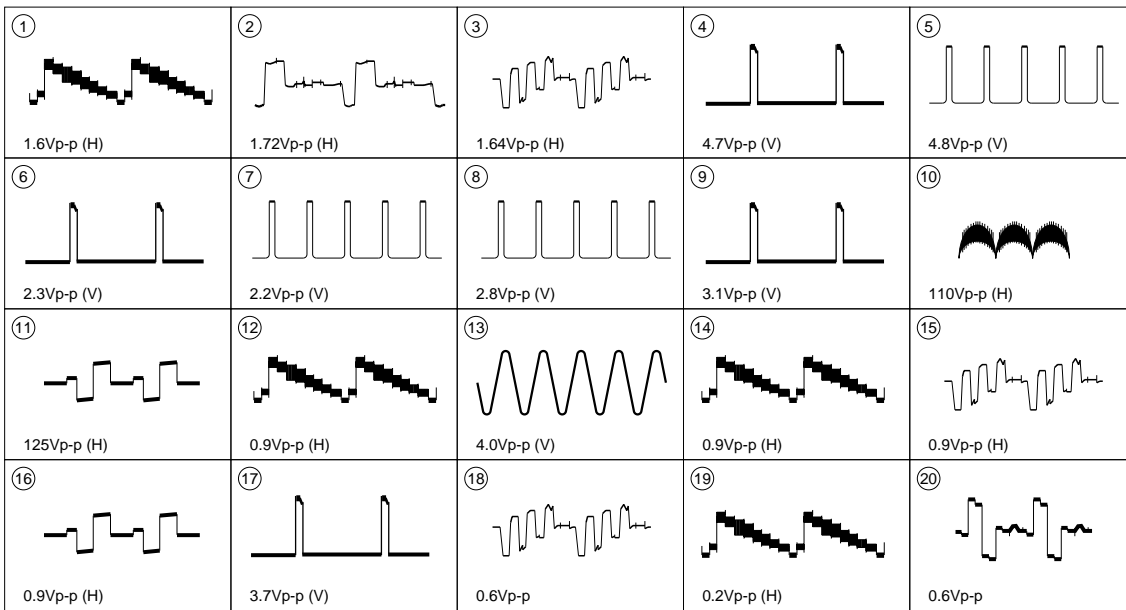 ① ② ③ ④ ⑤
1.6Vp-p (H) 1.72Vp-p (H) 1.64Vp-p (H) 4.7Vp-p (V) 4.8Vp-p (V)
⑥ ⑦ ⑧ ⑨ ⑩
2.3Vp-p (V) 2.2Vp-p (V) 2.8Vp-p (V) 3.1Vp-p (V) 110Vp-p (H)
⑪ ⑫ ⑬ ⑭ ⑮
125Vp-p (H) 0.9Vp-p (H) 4.0Vp-p (V) 0.9Vp-p (H) 0.9Vp-p (H)
⑯ ⑰ ⑱ ⑲ ⑳
0.9Vp-p (H) 3.7Vp-p (V) 0.6Vp-p 0.2Vp-p (H) 0.6Vp-p